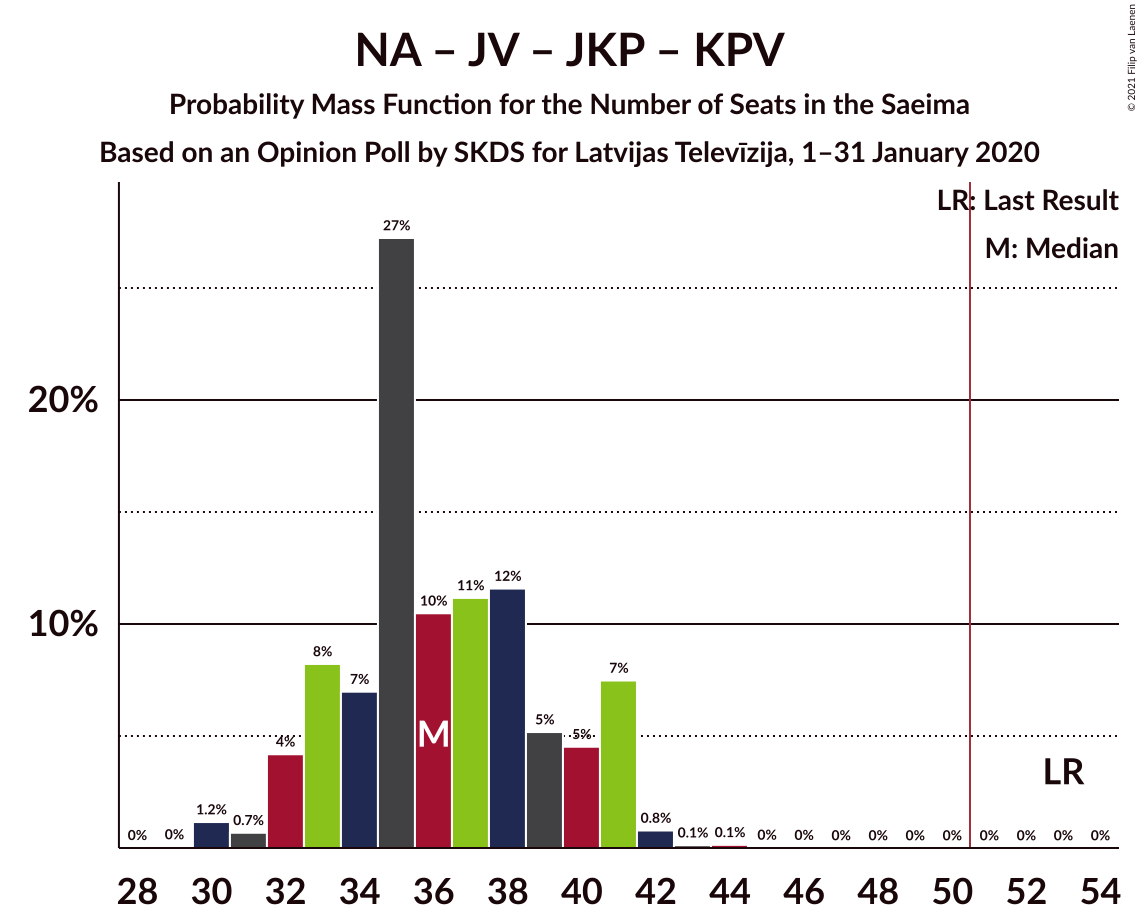 NA – JV – JKP – KPV
Probability Mass Function for the Number of Seats in the Saeima
Based on an Opinion Poll by SKDS for Latvijas Televīzija, 1–31 January 2020
© 2021 Filip van Laenen
LR: Last Result
M: Median
20%
10%
0% 0% 1.2% 0.7% 4% 8% 7% 27% 10% 11% 12% 5% 5% 7% 0.8% 0.1% 0.1% 0% 0% 0% 0% 0% 0% 0% 0% 0% 0%
M
LR
28 30 32 34 36 38 40 42 44 46 48 50 52 54